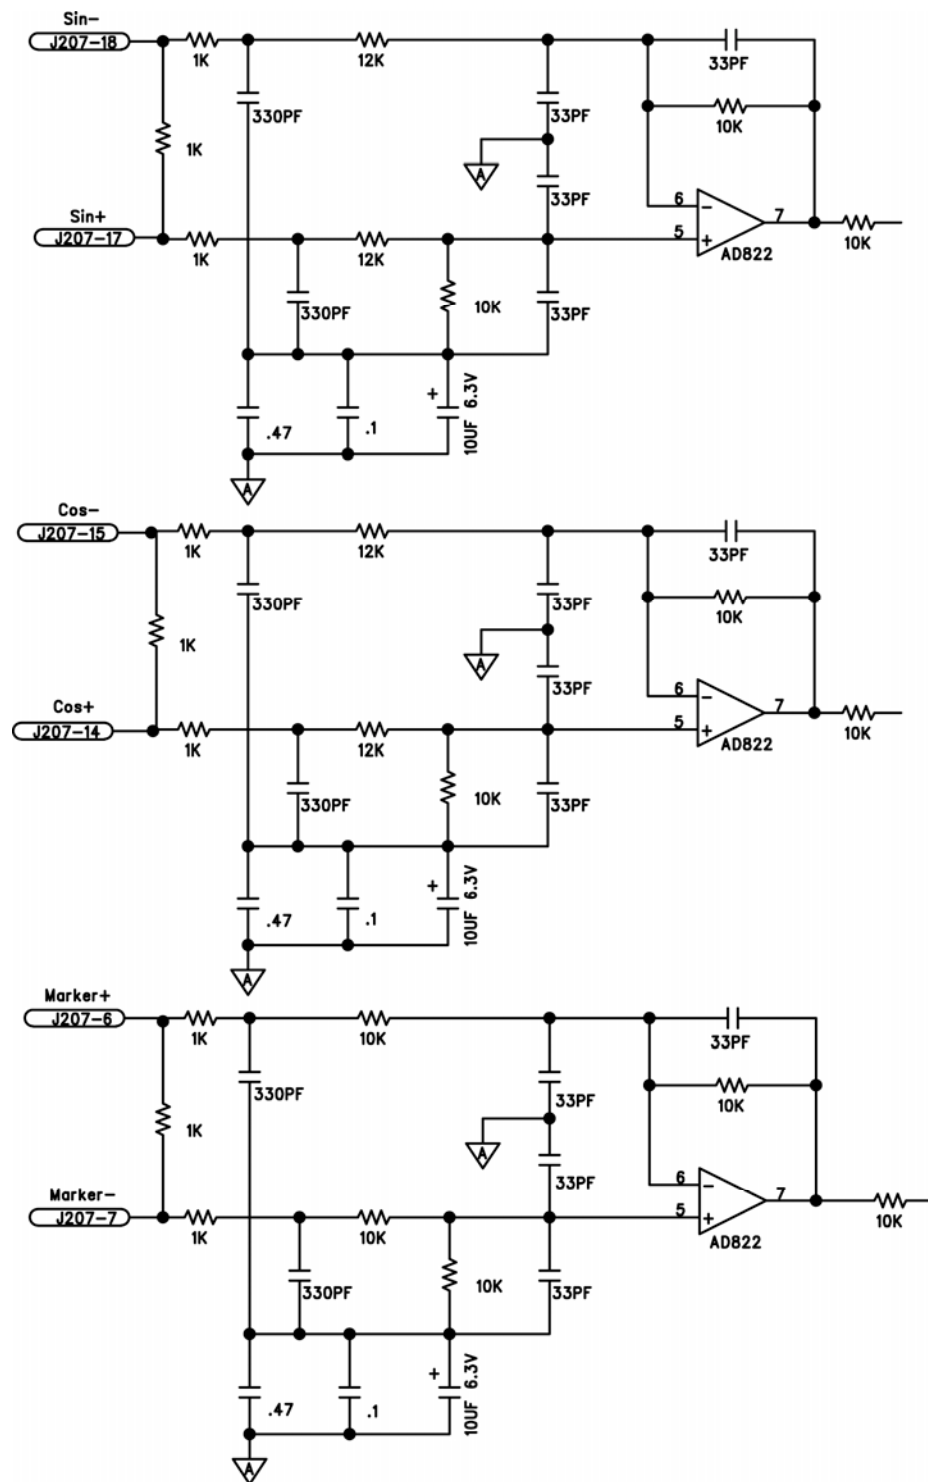 Sin-
J207-18
1K
12K
33PF
330PF
33PF
10K
1K
A
33PF
6
7
Sin+
J207-17
5
1K
12K
AD822
10K
330PF
10K
33PF
+
10UF 6.3V
.47
.1
A
Cos-
J207-15
1K
12K
33PF
330PF
33PF
10K
1K
A
33PF
6
7
Cos+
J207-14
5
1K
12K
AD822
10K
330PF
10K
33PF
+
10UF 6.3V
.47
.1
A
Marker+
J207-6
1K
10K
33PF
330PF
33PF
10K
1K
A
33PF
6
7
Marker-
J207-7
5
1K
10K
AD822
10K
330PF
10K
33PF
+
10UF 6.3V
.47
.1
A